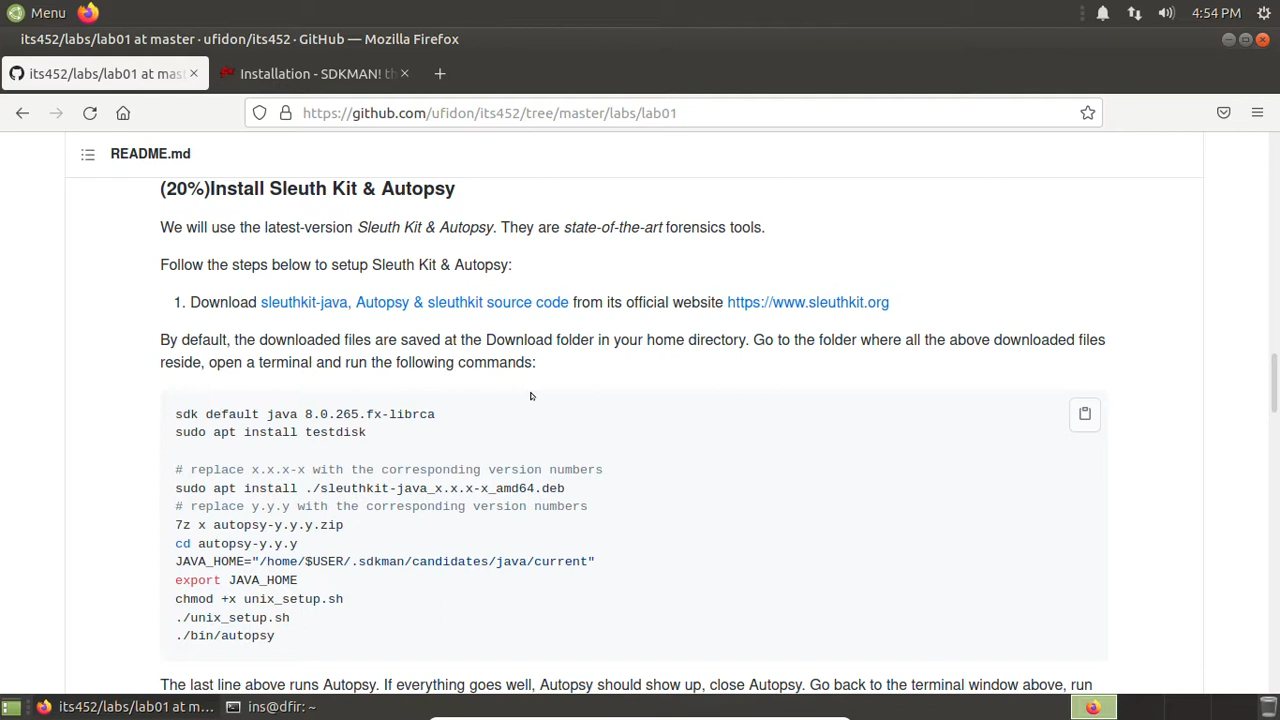 Menu
4:54 PM
its452/labs/lab01 at master · ufidon/its452 · GitHub — Mozilla Firefox
its452/labs/lab01 at mas
Installation - SDKMAN! th
https://github.com/ufidon/its452/tree/master/labs/lab01
README.md
(20%)Install Sleuth Kit & Autopsy
We will use the latest-version Sleuth Kit & Autopsy. They are state-of-the-art forensics tools.
Follow the steps below to setup Sleuth Kit & Autopsy:
1. Download sleuthkit-java, Autopsy & sleuthkit source code from its official website https://www.sleuthkit.org
By default, the downloaded files are saved at the Download folder in your home directory. Go to the folder where all the above downloaded files
reside, open a terminal and run the following commands:
sdk default java 8.0.265.fx-librca
sudo apt install testdisk
# replace x.x.x-x with the corresponding version numbers
sudo apt install ./sleuthkit-java_x.x.x-x_amd64.deb
# replace y.y.y with the corresponding version numbers
7z x autopsy-y.y.y.zip
cd autopsy-y.y.y
JAVA_HOME="/home/$USER/.sdkman/candidates/java/current"
export JAVA_HOME
chmod +x unix_setup.sh
./unix_setup.sh
./bin/autopsy
The last line above runs Autopsy. If everything goes well, Autopsy should show up, close Autopsy. Go back to the terminal window above, run
its452/labs/lab01 at m...
ins@dfir: ~